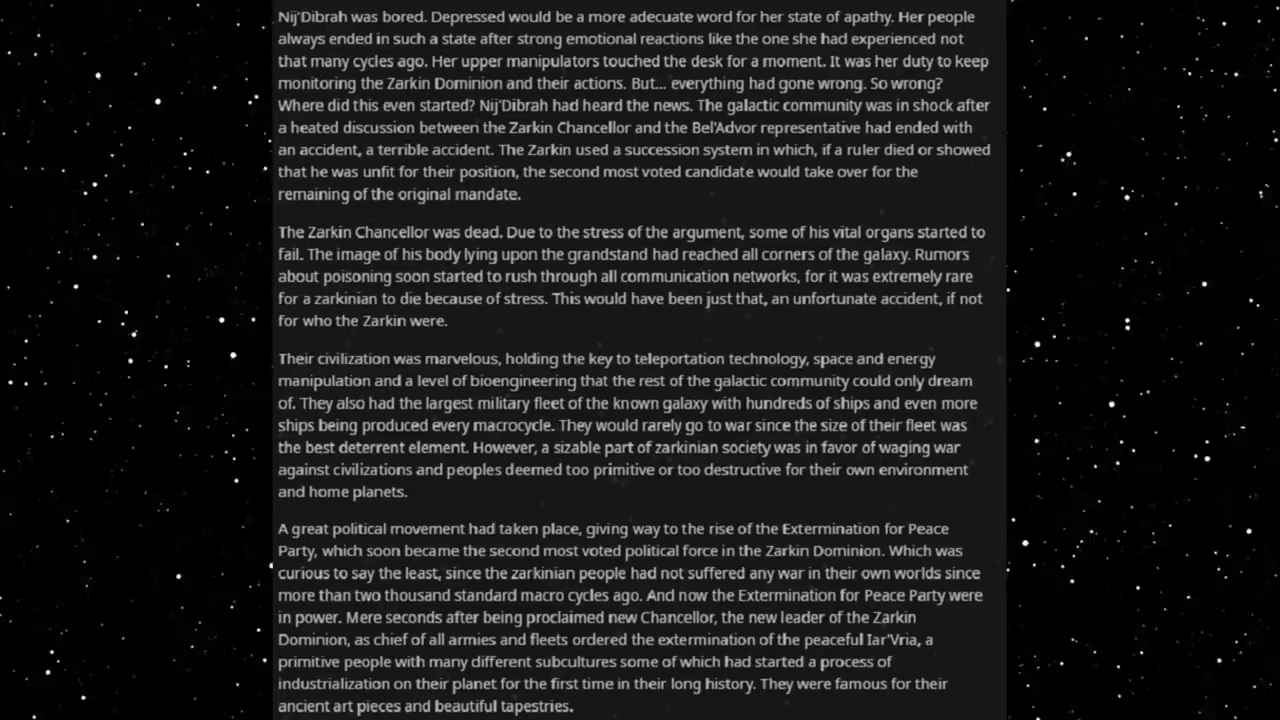 Nij'Dibrah was bored. Depressed would be a more adequate word for her state of apathy. Her people
always ended in such a state after strong emotional reactions like the one she had experienced not
that many cycles ago. Her upper manipulators touched the desk for a moment. It was her duty to keep
monitoring the Zarkin Dominion and their actions. But... everything had gone wrong. So wrong?
Where did this even started? Nij'Dibrah had heard the news. The galactic community was in shock after
a heated discussion between the Zarkin Chancellor and the Bel'Advor representative had ended with
an accident, a terrible accident. The Zarkin used a succession system in which, if a ruler died or showed
that he was unfit for their position, the second most voted candidate would take over for the
remaining of the original mandate.
The Zarkin Chancellor was dead. Due to the stress of the argument, some of his vital organs started to
fail. The image of his body lying upon the grandstand had reached all corners of the galaxy. Rumors
about poisoning soon started to rush through all communication networks, for it was extremely rare
for a zarkinian to die because of stress. This would have been just that, an unfortunate accident, if not
for who the Zarkin were.
Their civilization was marvelous, holding the key to teleportation technology, space and energy
manipulation and a level of bioengineering that the rest of the galactic community could only dream
of. They also had the largest military fleet of the known galaxy with hundreds of ships and even more
ships being produced every macrocycle. They would rarely go to war since the size of their fleet was
the best deterrent element. However, a sizable part of zarkinian society was in favor of waging war
against civilizations and peoples deemed too primitive or too destructive for their own environment
and home planets.
A great political movement had taken place, giving way to the rise of the Extermination for Peace
Party, which soon became the second most voted political force in the Zarkin Dominion. Which was
curious to say the least, since the zarkinian people had not suffered any war in their own worlds since
more than two thousand standard macro cycles ago. And now the Extermination for Peace Party were
in power. Mere seconds after being proclaimed new Chancellor, the new leader of the Zarkin
Dominion, as chief of all armies and fleets ordered the extermination of the peaceful Iar'Vria, a
primitive people with many different subcultures some of which had started a process of
industrialization on their planet for the first time in their long history. They were famous for their
ancient art pieces and beautiful tapestries.